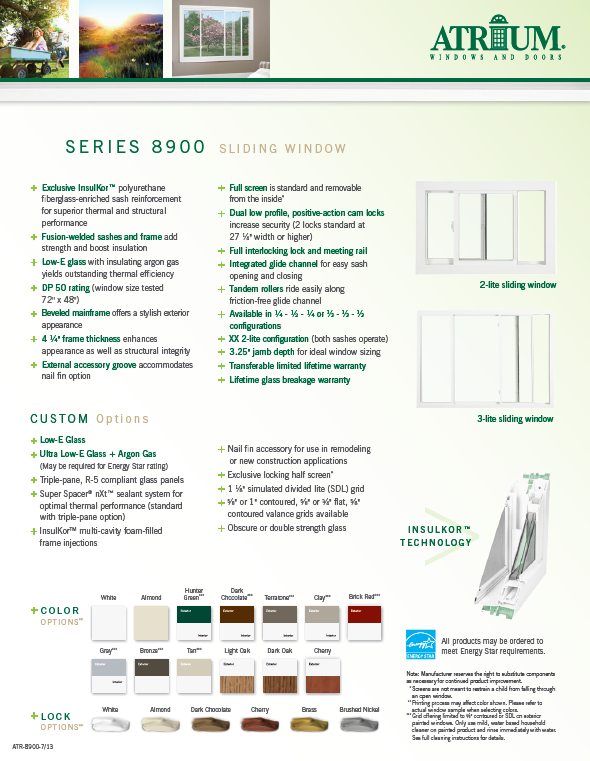 ATRIUM®
WINDOWS AND DOORS
SERIES 8900 SLIDING WINDOW
Exclusive InsulKor™ polyurethane
fiberglass-enriched sash reinforcement
for superior thermal and structural
performance
Fusion-welded sashes and frame add
strength and boost insulation
Low-E glass with insulating argon gas
yields outstanding thermal efficiency
DP 50 rating (window size tested
72" x 48")
Beveled mainframe offers a stylish exterior
appearance
4 ¼" frame thickness enhances
appearance as well as structural integrity
External accessory groove accommodates
nail fin option
Full screen is standard and removable
from the inside*
Dual low profile, positive-action cam locks
increase security (2 locks standard at
27 ¼" width or higher)
Full interlocking lock and meeting rail
Integrated glide channel for easy sash
opening and closing
Tandem rollers ride easily along
friction-free glide channel
Available in ¼ - ½ - ¼ or ⅓ - ⅓ - ⅓
configurations
XX 2-lite configuration (both sashes operate)
3.25" jamb depth for ideal window sizing
Transferable limited lifetime warranty
Lifetime glass breakage warranty
2-lite sliding window
3-lite sliding window
CUSTOM Options
Low-E Glass
Ultra Low-E Glass + Argon Gas
(May be required for Energy Star rating)
Triple-pane, R-5 compliant glass panels
Super Spacer® nXt™ sealant system for
optimal thermal performance (standard
with triple-pane option)
InsulKor™ multi-cavity foam-filled
frame injections
Nail fin accessory for use in remodeling
or new construction applications
Exclusive locking half screen*
1 ⅛" simulated divided lite (SDL) grid
⅝" or 1" contoured, ⅝" or ¾" flat, ⅝"
contoured valance grids available
Obscure or double strength glass
INSULKOR™
TECHNOLOGY
COLOR
OPTIONS**
White
Almond
Hunter
Green***
Dark
Chocolate***
Terratone***
Clay***
Brick Red***
Exterior
Interior
Exterior
Interior
Exterior
Interior
Exterior
Interior
Exterior
Interior
Gray***
Bronze***
Tan***
Light Oak
Dark Oak
Cherry
Exterior
Interior
Exterior
Exterior
LOCK
OPTIONS**
White
Almond
Dark Chocolate
Cherry
Brass
Brushed Nickel
energy
ENERGY STAR
All products may be ordered to
meet Energy Star requirements.
Note: Manufacturer reserves the right to substitute components
as necessary for continued product improvement.
* Screens are not meant to restrain a child from falling through
an open window.
** Printing process may affect color shown. Please refer to
actual window sample when selecting colors.
*** Grid offering limited to ⅝" contoured or SDL on exterior
painted windows. Only use mild, water based household
cleaner on painted product and rinse immediately with water.
See full cleaning instructions for details.
ATR-8900-7/13